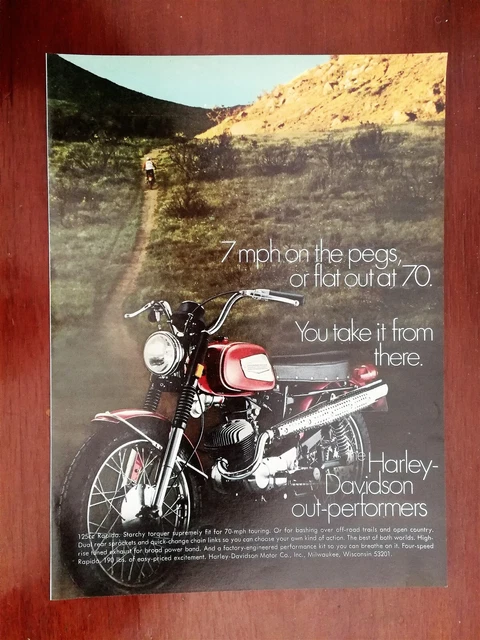 7 mph on the pegs,
or flat out at 70.
You take it from
there.
The Harley-
Davidson
out-performers
125cc Rapido. Starchy torquer supremely fit for 70-mph touring. Or for bashing over off-road trails and open country.
Dual rear sprockets and quick-change chain links so you can choose your own kind of action. The best of both worlds. High-
rise tuned exhaust for broad power band. And a factory-engineered performance kit so you can breathe on it. Four-speed
Rapido. 190 lbs. of easy-priced excitement. Harley-Davidson Motor Co., Inc., Milwaukee, Wisconsin 53201.